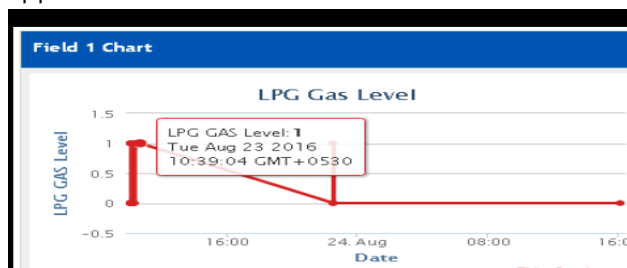 Field 1 Chart
LPG Gas Level
1.5
1
0.5
0
-0.5
LPG GAS Level
LPG GAS Level: 1
Tue Aug 23 2016
10:39:04 GMT+0530
16:00 24. Aug 08:00
Date